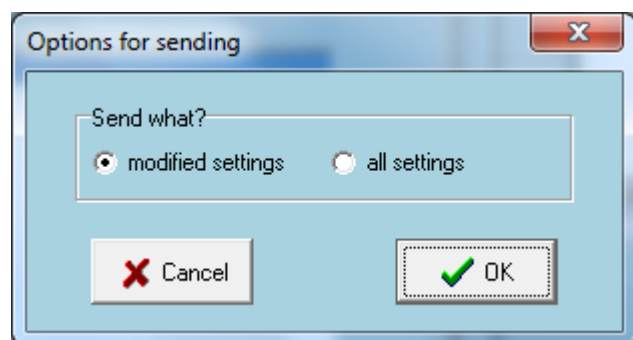 Options for sending
Send what?
modified settings all settings
Cancel OK